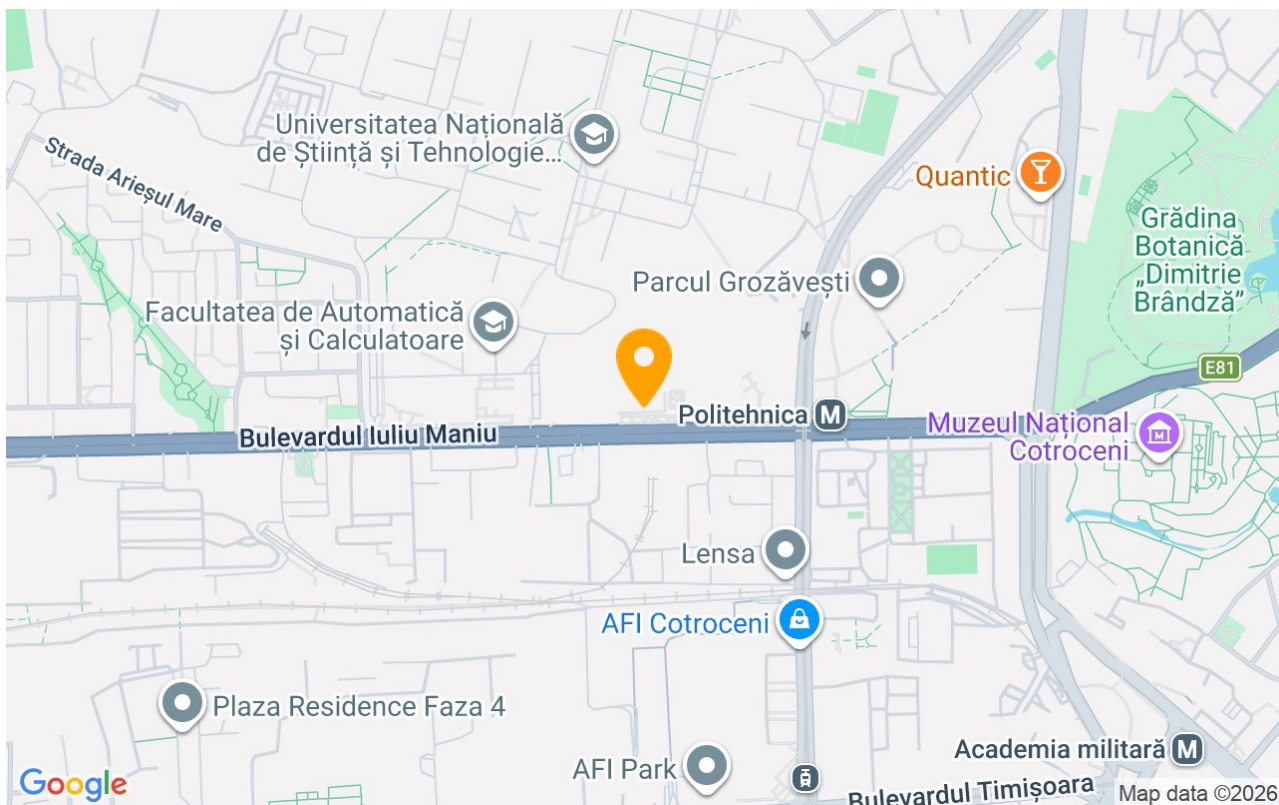 Universitatea Națională
de Știință și Tehnologie...
Strada Arieșul Mare
Quantic
Grădina
Botanică
„Dimitrie
Brândză”
Parcul Grozăvești
Facultatea de Automatică
și Calculatoare
E81
Politehnica M
Bulevardul Iuliu Maniu
Muzeul Național
Cotroceni
M
Lensa
AFI Cotroceni
Plaza Residence Faza 4
Academia militară M
AFI Park
Bulevardul Timișoara
Google
Map data ©2026